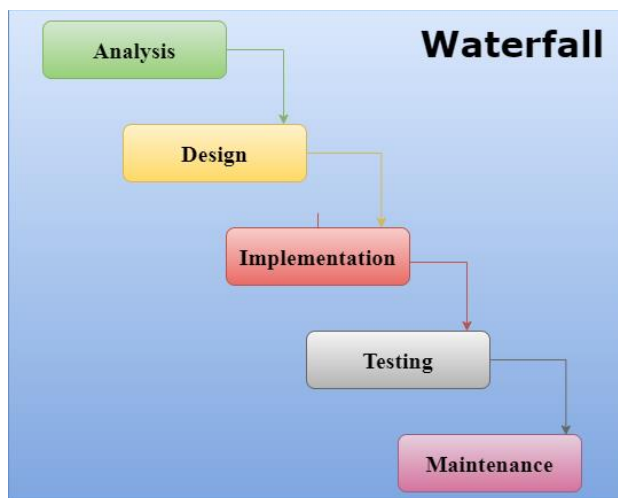 Waterfall
Analysis
Design
Implementation
Testing
Maintenance